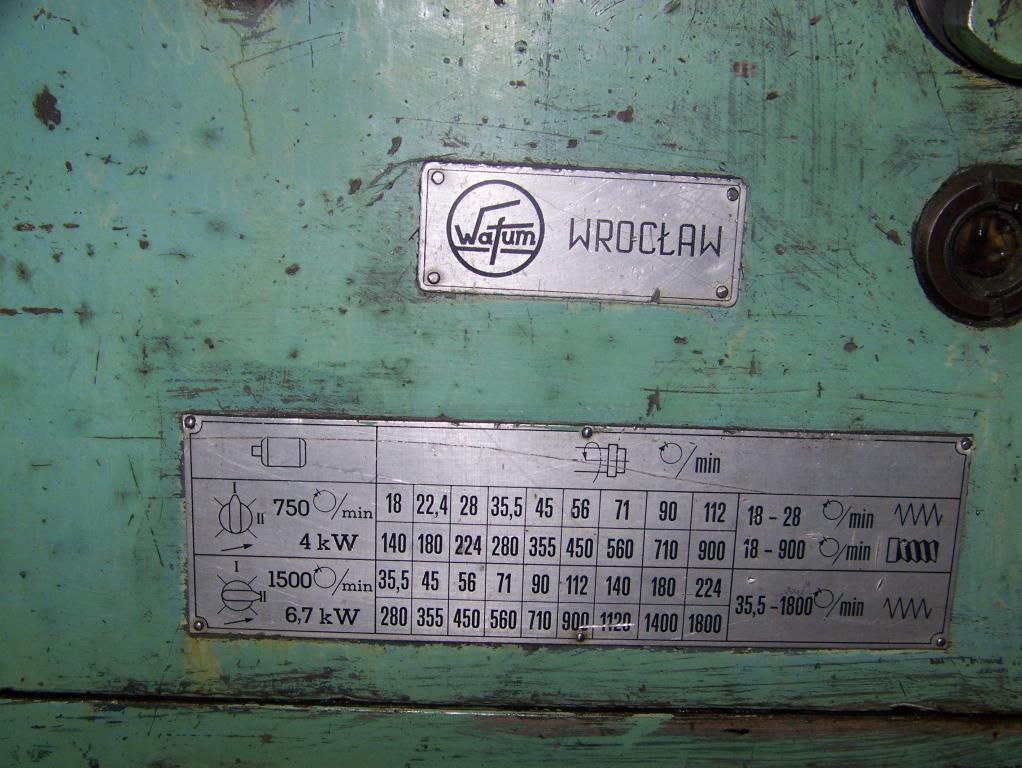 Wafum WROCŁAW
/min
I II 750 /min 18 22,4 28 35,5 45 56 71 90 112 18 - 28 /min
4 kW 140 180 224 280 355 450 560 710 900 18 - 900 /min
I II 1500 /min 35,5 45 56 71 90 112 140 180 224 35,5 - 1800 /min
6,7 kW 280 355 450 560 710 900 1120 1400 1800